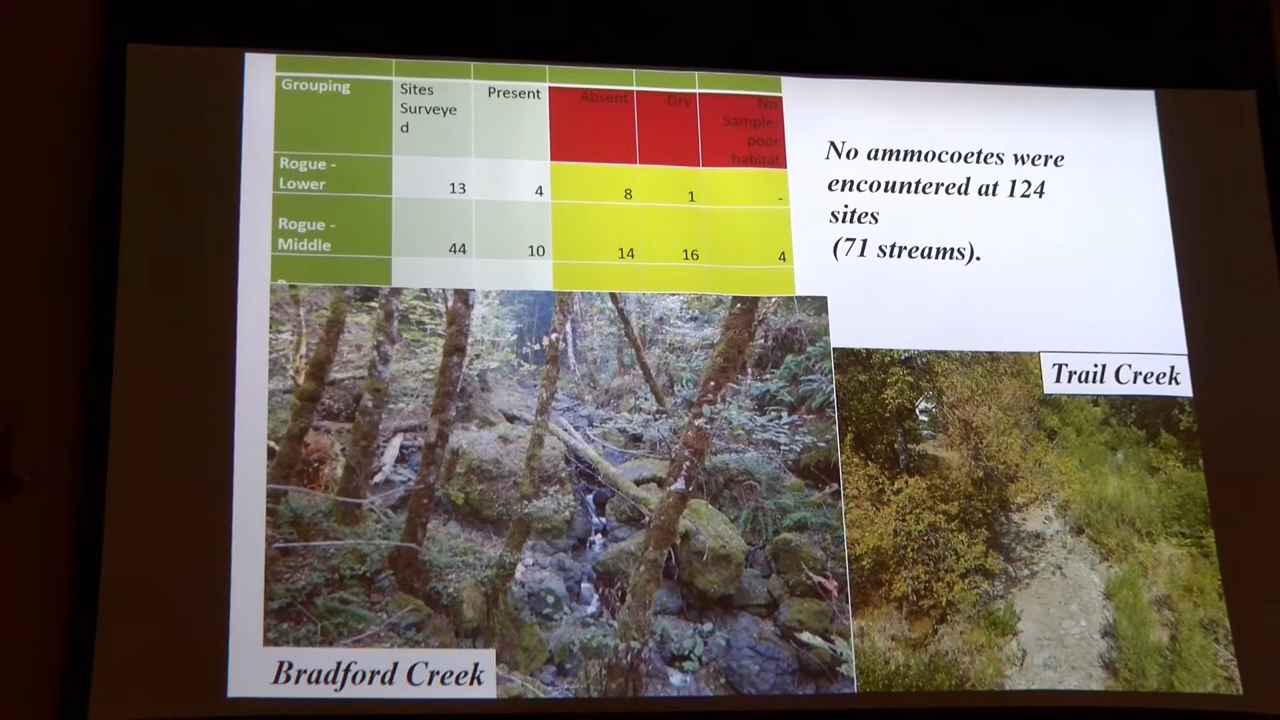 Grouping
Sites
Surveye
d
Present
Absent
Dry
No
Sample-
poor
habitat
Rogue -
Lower
13
4
8
1
-
Rogue -
Middle
44
10
14
16
4
No ammocoetes were
encountered at 124
sites
(71 streams).
Trail Creek
Bradford Creek